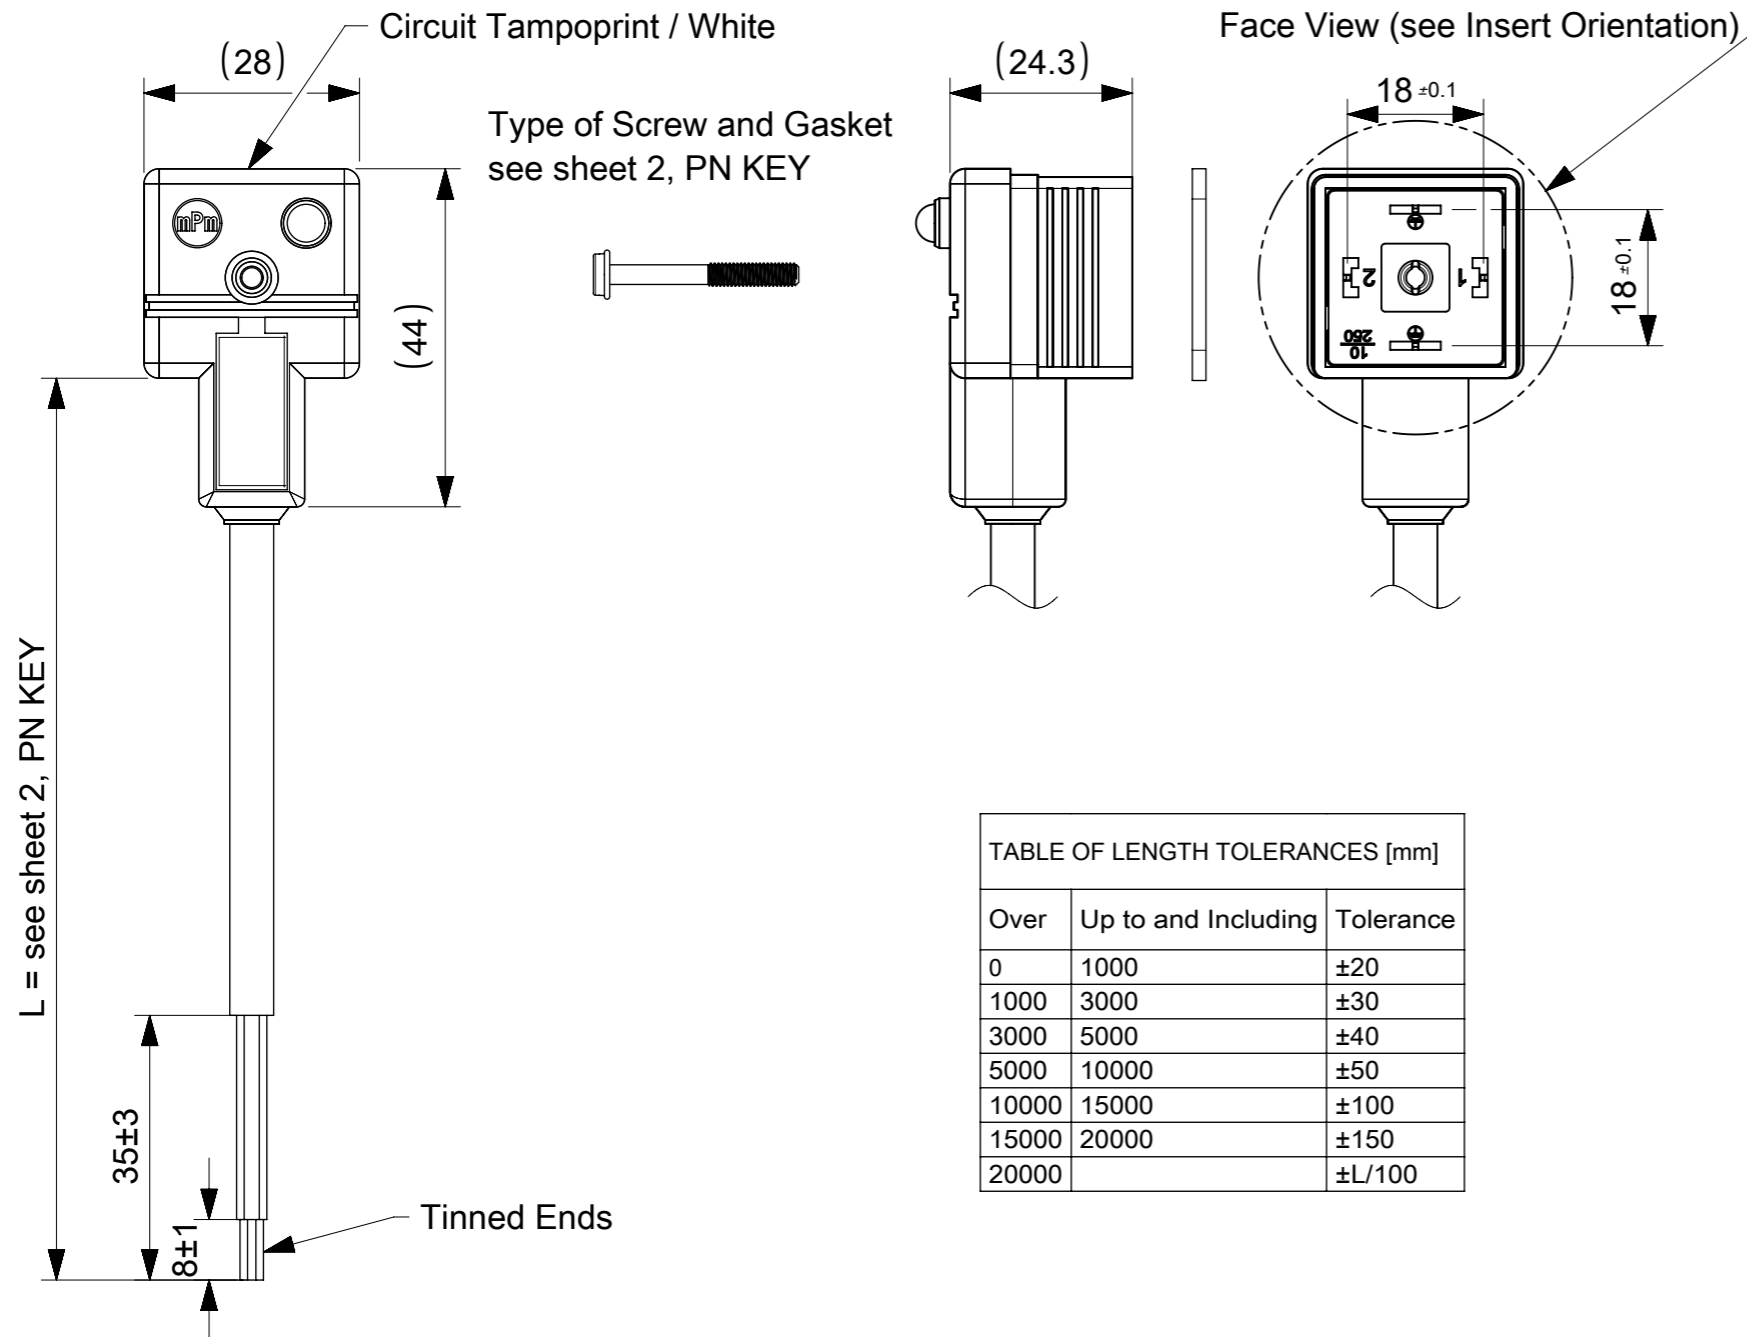 Circuit Tampoprint / White
Face View (see Insert Orientation)
(28)
(24.3)
18 ±0.1
Type of Screw and Gasket
see sheet 2, PN KEY
mPm
(44)
18 ±0.1
2
1
10
250
L = see sheet 2, PN KEY
35±3
8±1
Tinned Ends
TABLE OF LENGTH TOLERANCES [mm]
Over Up to and Including Tolerance
0 1000 ±20
1000 3000 ±30
3000 5000 ±40
5000 10000 ±50
10000 15000 ±100
15000 20000 ±150
20000 ±L/100